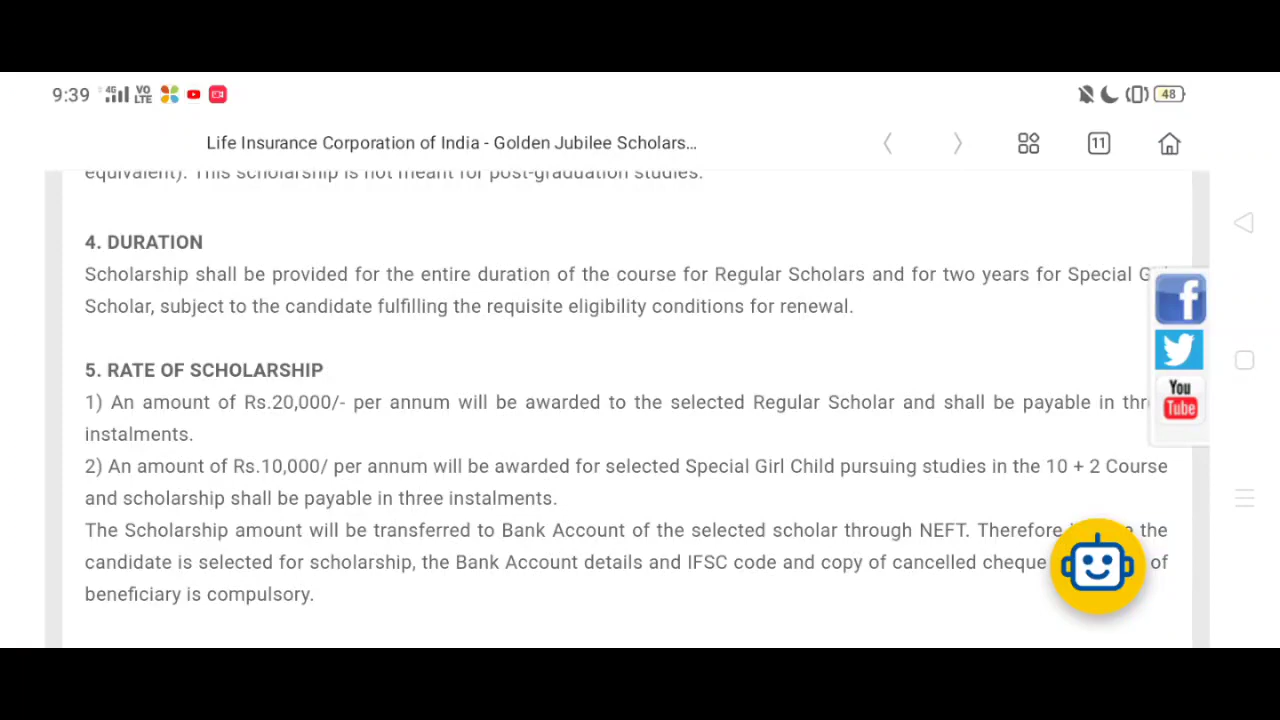 9:39 4G VO LTE 48
Life Insurance Corporation of India - Golden Jubilee Scholars... 11
equivalent). This scholarship is not meant for post-graduation studies.
4. DURATION
Scholarship shall be provided for the entire duration of the course for Regular Scholars and for two years for Special
Scholar, subject to the candidate fulfilling the requisite eligibility conditions for renewal.
5. RATE OF SCHOLARSHIP
1) An amount of Rs.20,000/- per annum will be awarded to the selected Regular Scholar and shall be payable in
instalments.
2) An amount of Rs.10,000/ per annum will be awarded for selected Special Girl Child pursuing studies in the 10 + 2 Course
and scholarship shall be payable in three instalments.
The Scholarship amount will be transferred to Bank Account of the selected scholar through NEFT. Therefore the
candidate is selected for scholarship, the Bank Account details and IFSC code and copy of cancelled cheque of
beneficiary is compulsory.
f
You
Tube